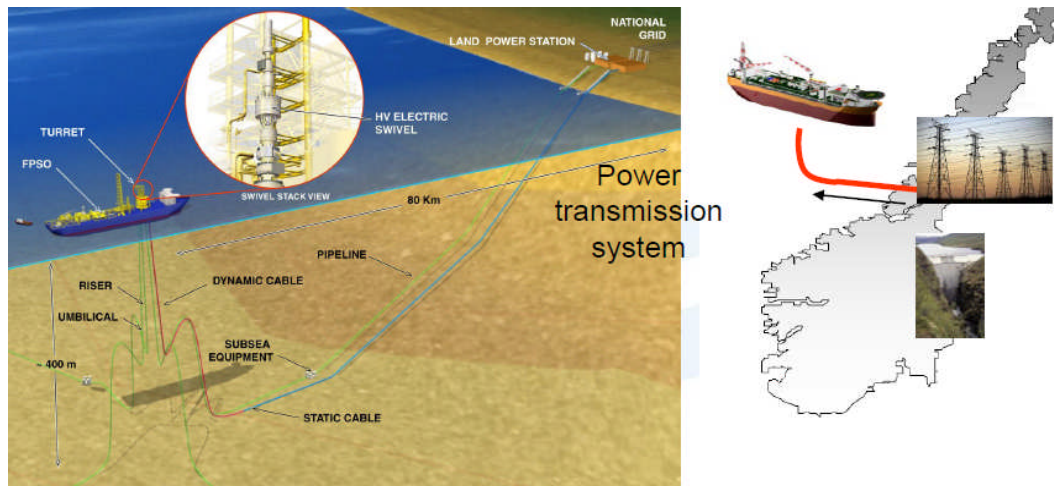 NATIONAL
GRID
LAND POWER STATION
HV ELECTRIC
SWIVEL
TURRET
FPSO
SWIVEL STACK VIEW
80 Km
Power
transmission
system
PIPELINE
RISER
DYNAMIC CABLE
UMBILICAL
SUBSEA
EQUIPMENT
~ 400 m
STATIC CABLE